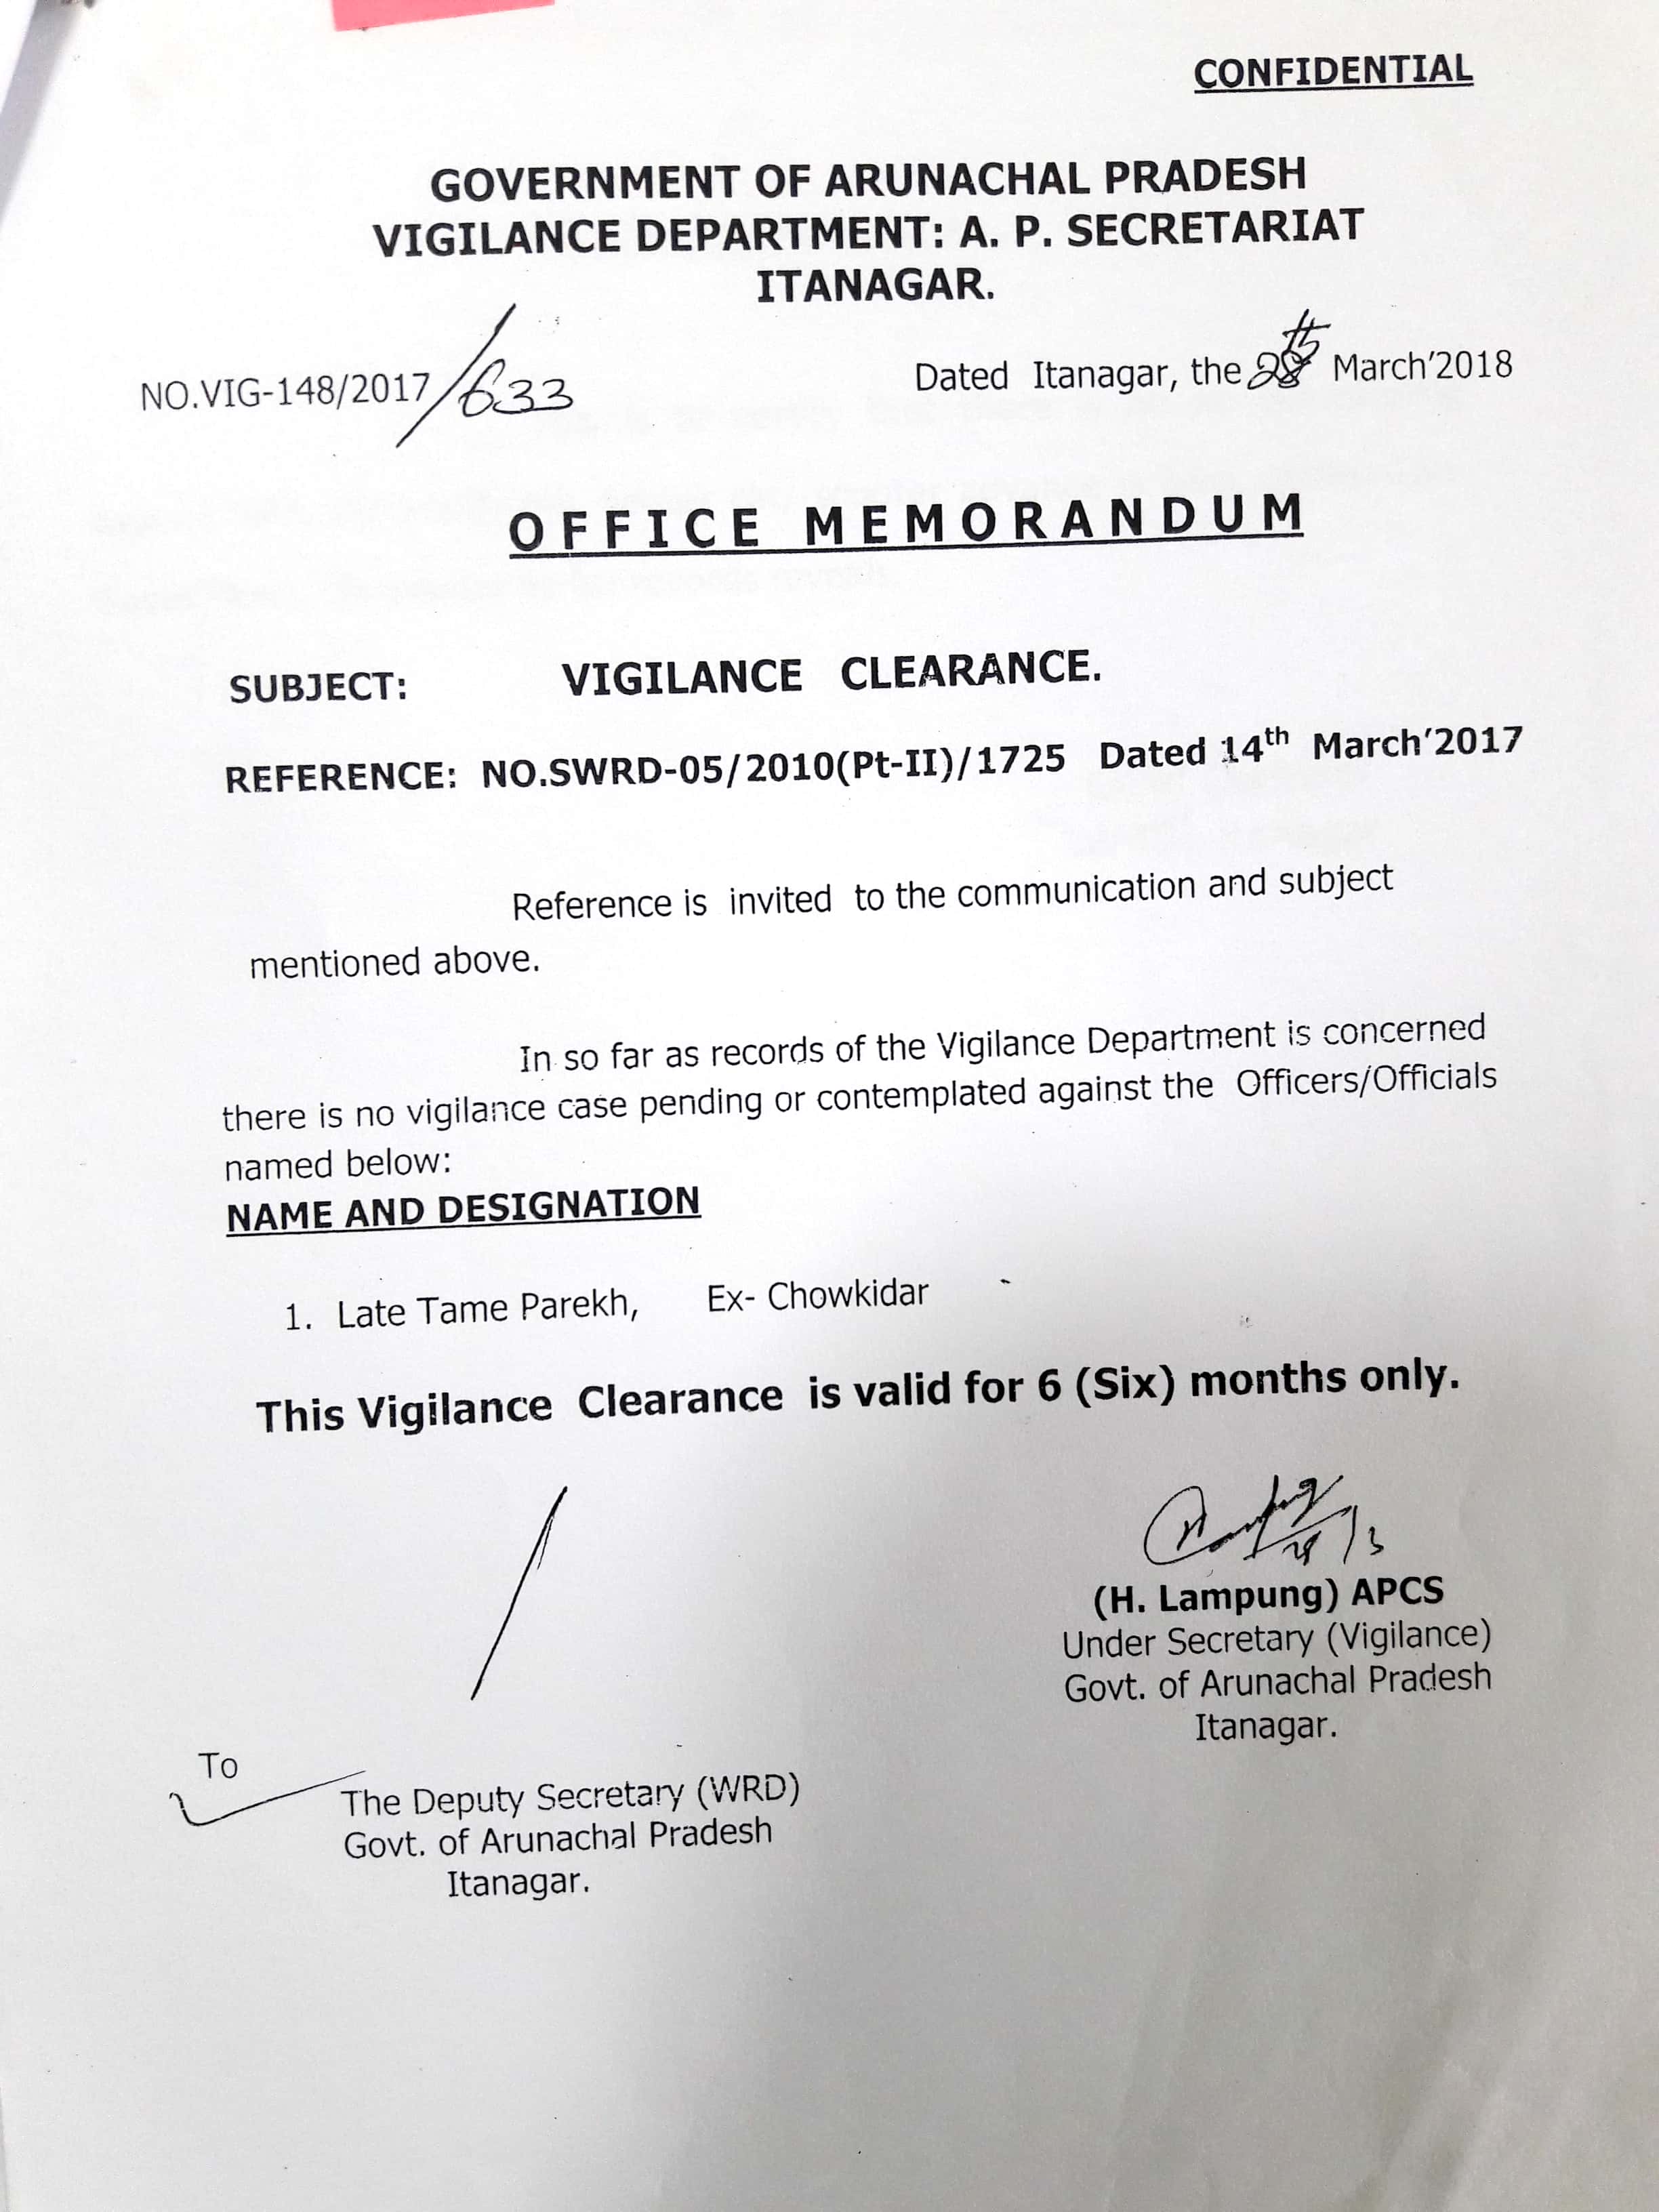 CONFIDENTIAL
GOVERNMENT OF ARUNACHAL PRADESH
VIGILANCE DEPARTMENT: A. P. SECRETARIAT
ITANAGAR.
NO.VIG-148/2017/633
Dated Itanagar, the 28th March'2018
OFFICE MEMORANDUM
SUBJECT: VIGILANCE CLEARANCE.
REFERENCE: NO.SWRD-05/2010(Pt-II)/1725 Dated 14th March'2017
Reference is invited to the communication and subject
mentioned above.
In so far as records of the Vigilance Department is concerned
there is no vigilance case pending or contemplated against the Officers/Officials
named below:
NAME AND DESIGNATION
1. Late Tame Parekh, Ex- Chowkidar
This Vigilance Clearance is valid for 6 (Six) months only.
28/3
(H. Lampung) APCS
Under Secretary (Vigilance)
Govt. of Arunachal Pradesh
Itanagar.
To
The Deputy Secretary (WRD)
Govt. of Arunachal Pradesh
Itanagar.